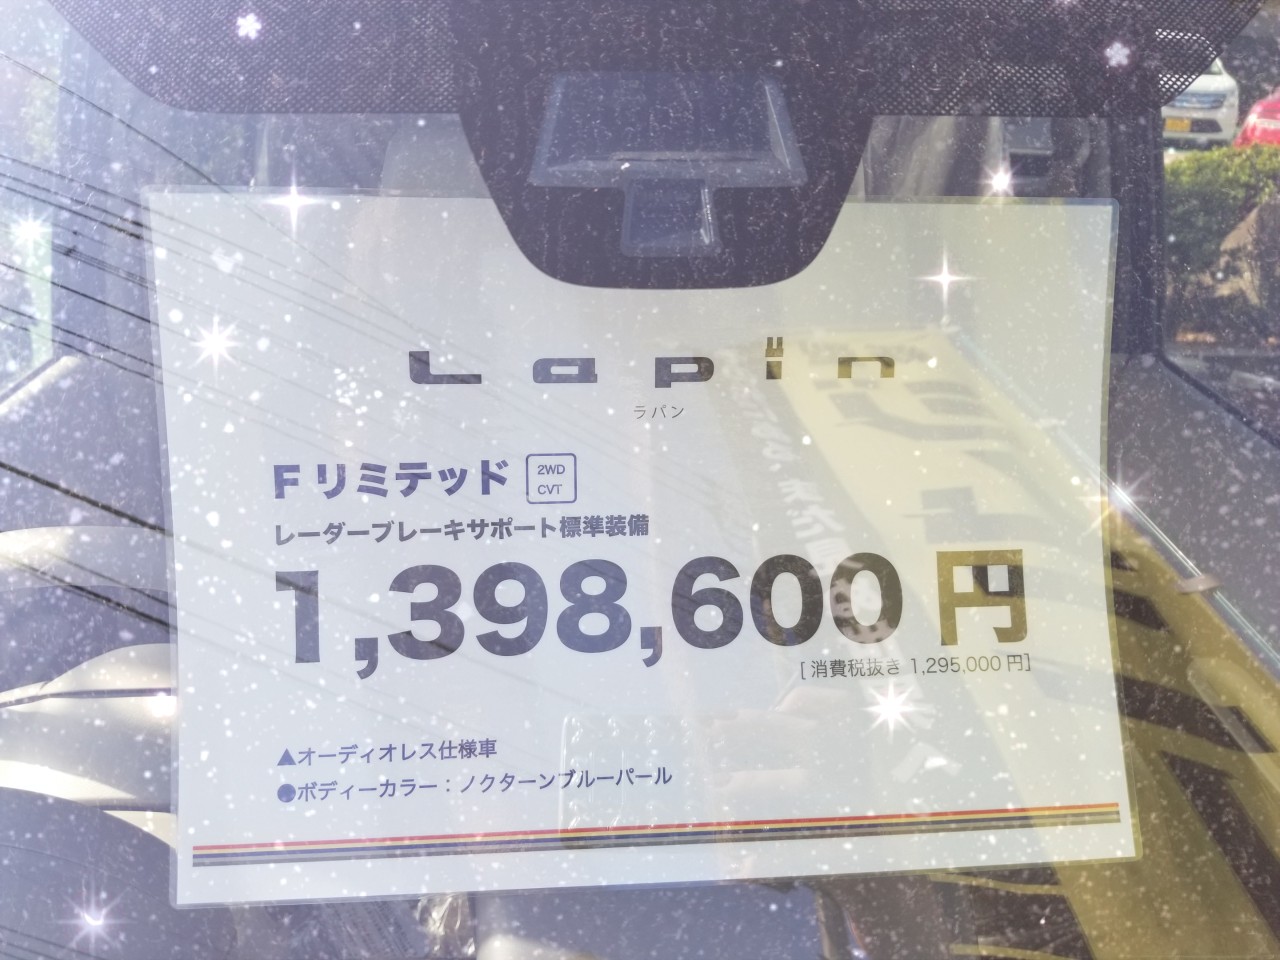 Lapin
ラパン
Fリミテッド
2WD
CVT
レーダーブレーキサポート標準装備
1,398,600円
[消費税抜き 1,295,000円]
▲オーディオレス仕様車
●ボディーカラー：ノクターンブルーパール